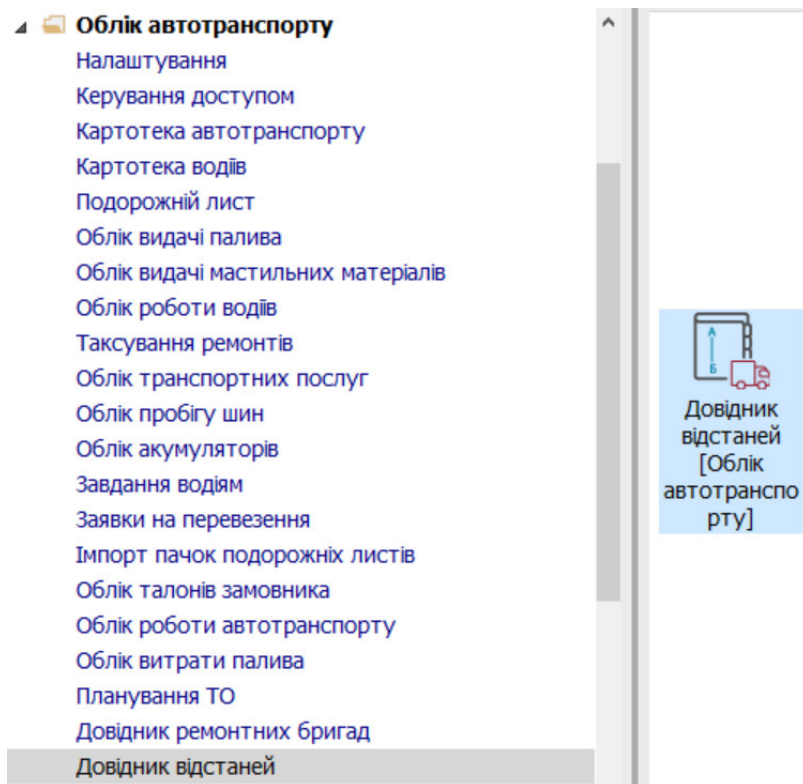 Облік автотранспорту
Налаштування
Керування доступом
Картотека автотранспорту
Картотека водіїв
Подорожній лист
Облік видачі палива
Облік видачі мастильних матеріалів
Облік роботи водіїв
Таксування ремонтів
Облік транспортних послуг
Облік пробігу шин
Облік акумуляторів
Завдання водіям
Заявки на перевезення
Імпорт пачок подорожніх листів
Облік талонів замовника
Облік роботи автотранспорту
Облік витрати палива
Планування ТО
Довідник ремонтних бригад
Довідник відстаней
А
Б
Довідник
відстаней
[Облік
автотранспо
рту]